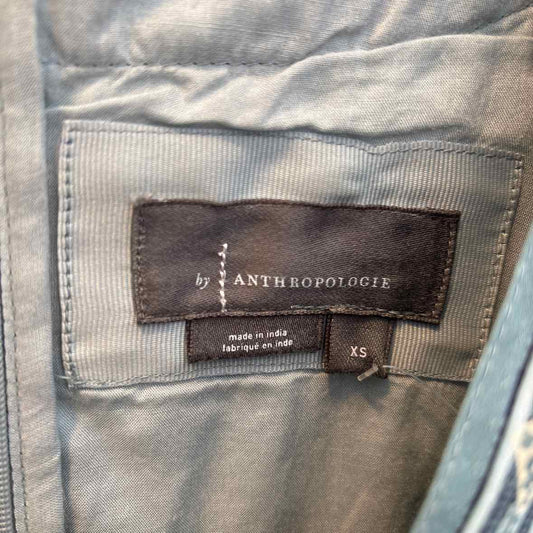 by ANTHROPOLOGIE
made in india
fabriqué en inde
XS